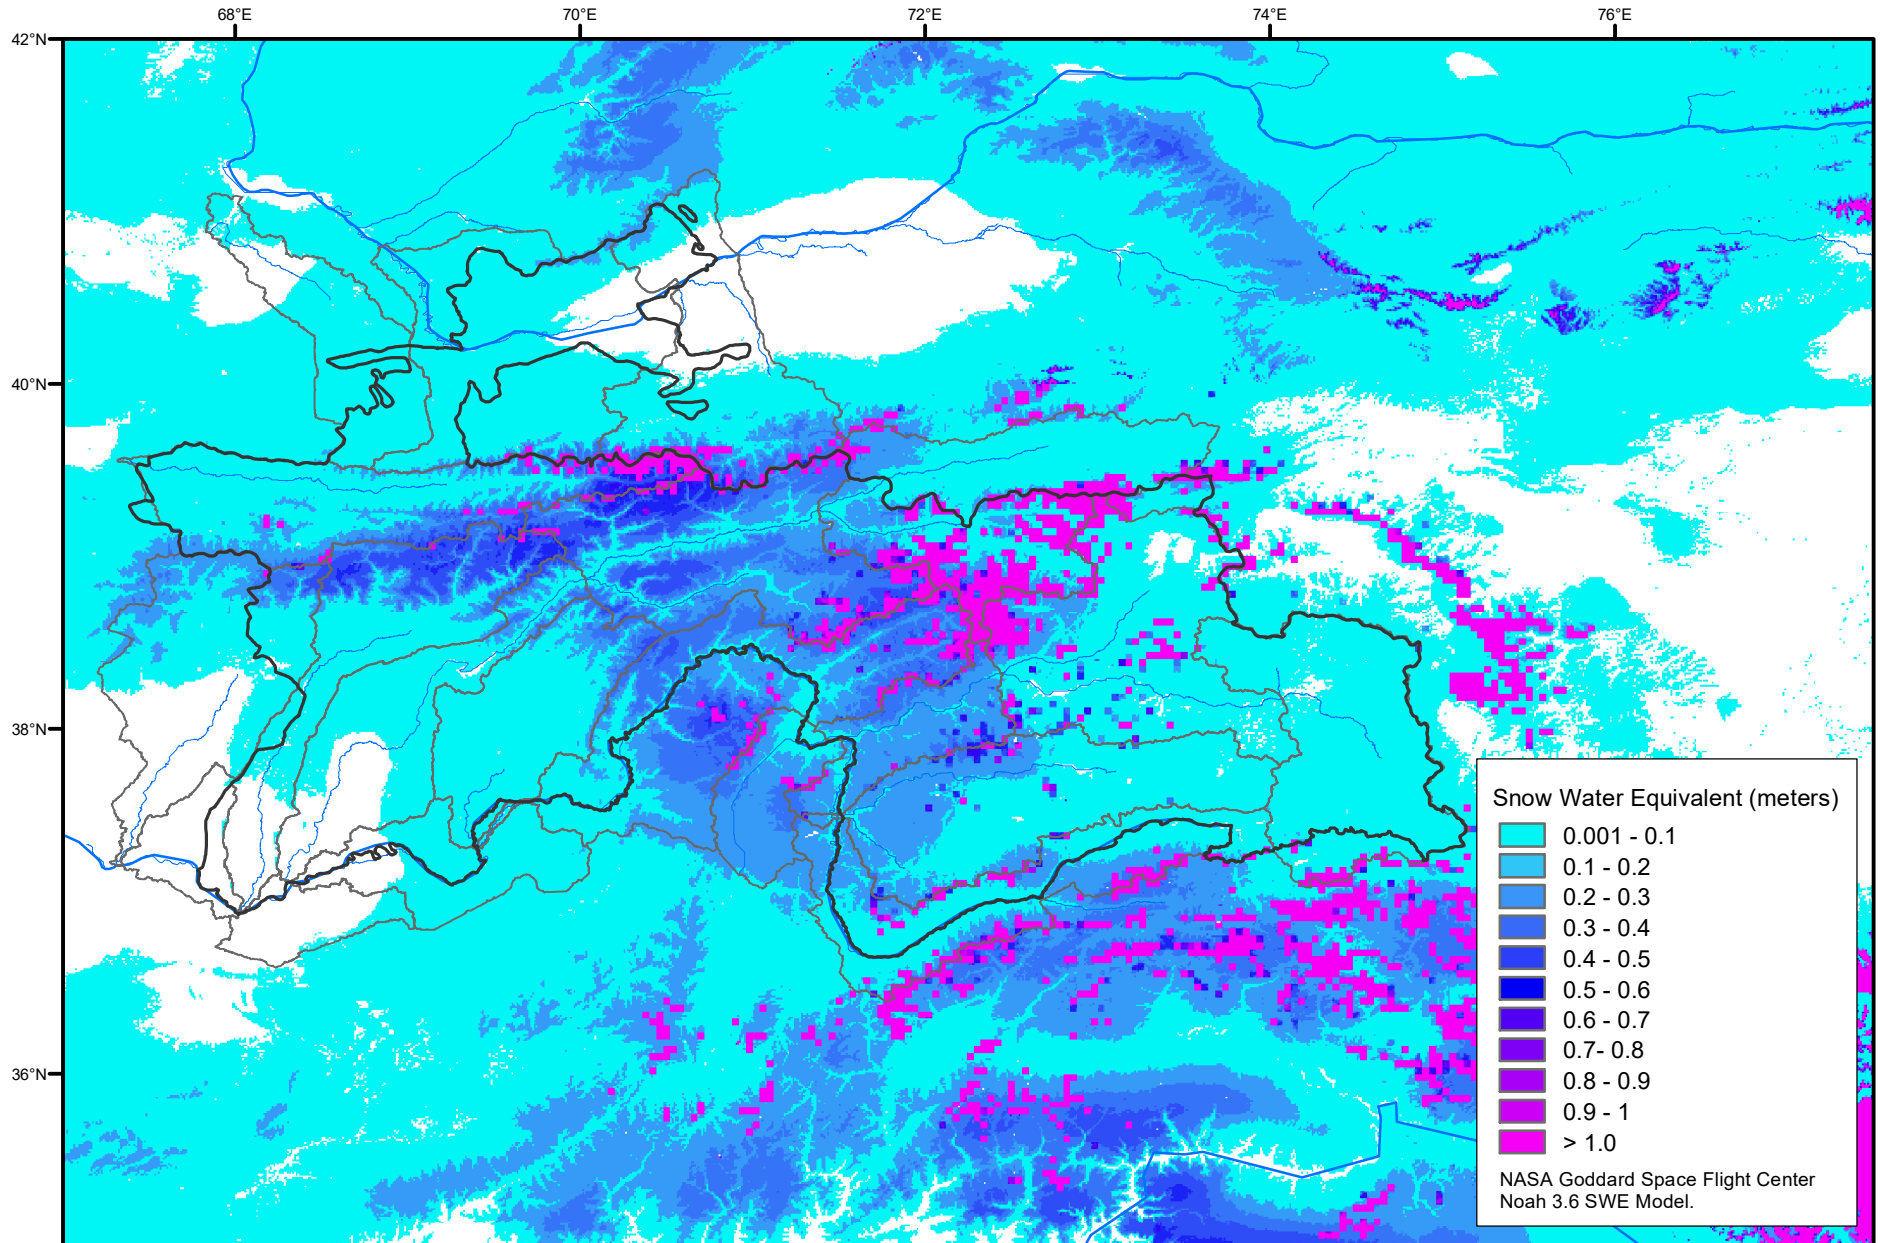 68°E 70°E 72°E 74°E 76°E
42°N
40°N
38°N
36°N
Snow Water Equivalent (meters)
0.001 - 0.1
0.1 - 0.2
0.2 - 0.3
0.3 - 0.4
0.4 - 0.5
0.5 - 0.6
0.6 - 0.7
0.7- 0.8
0.8 - 0.9
0.9 - 1
> 1.0
NASA Goddard Space Flight Center
Noah 3.6 SWE Model.